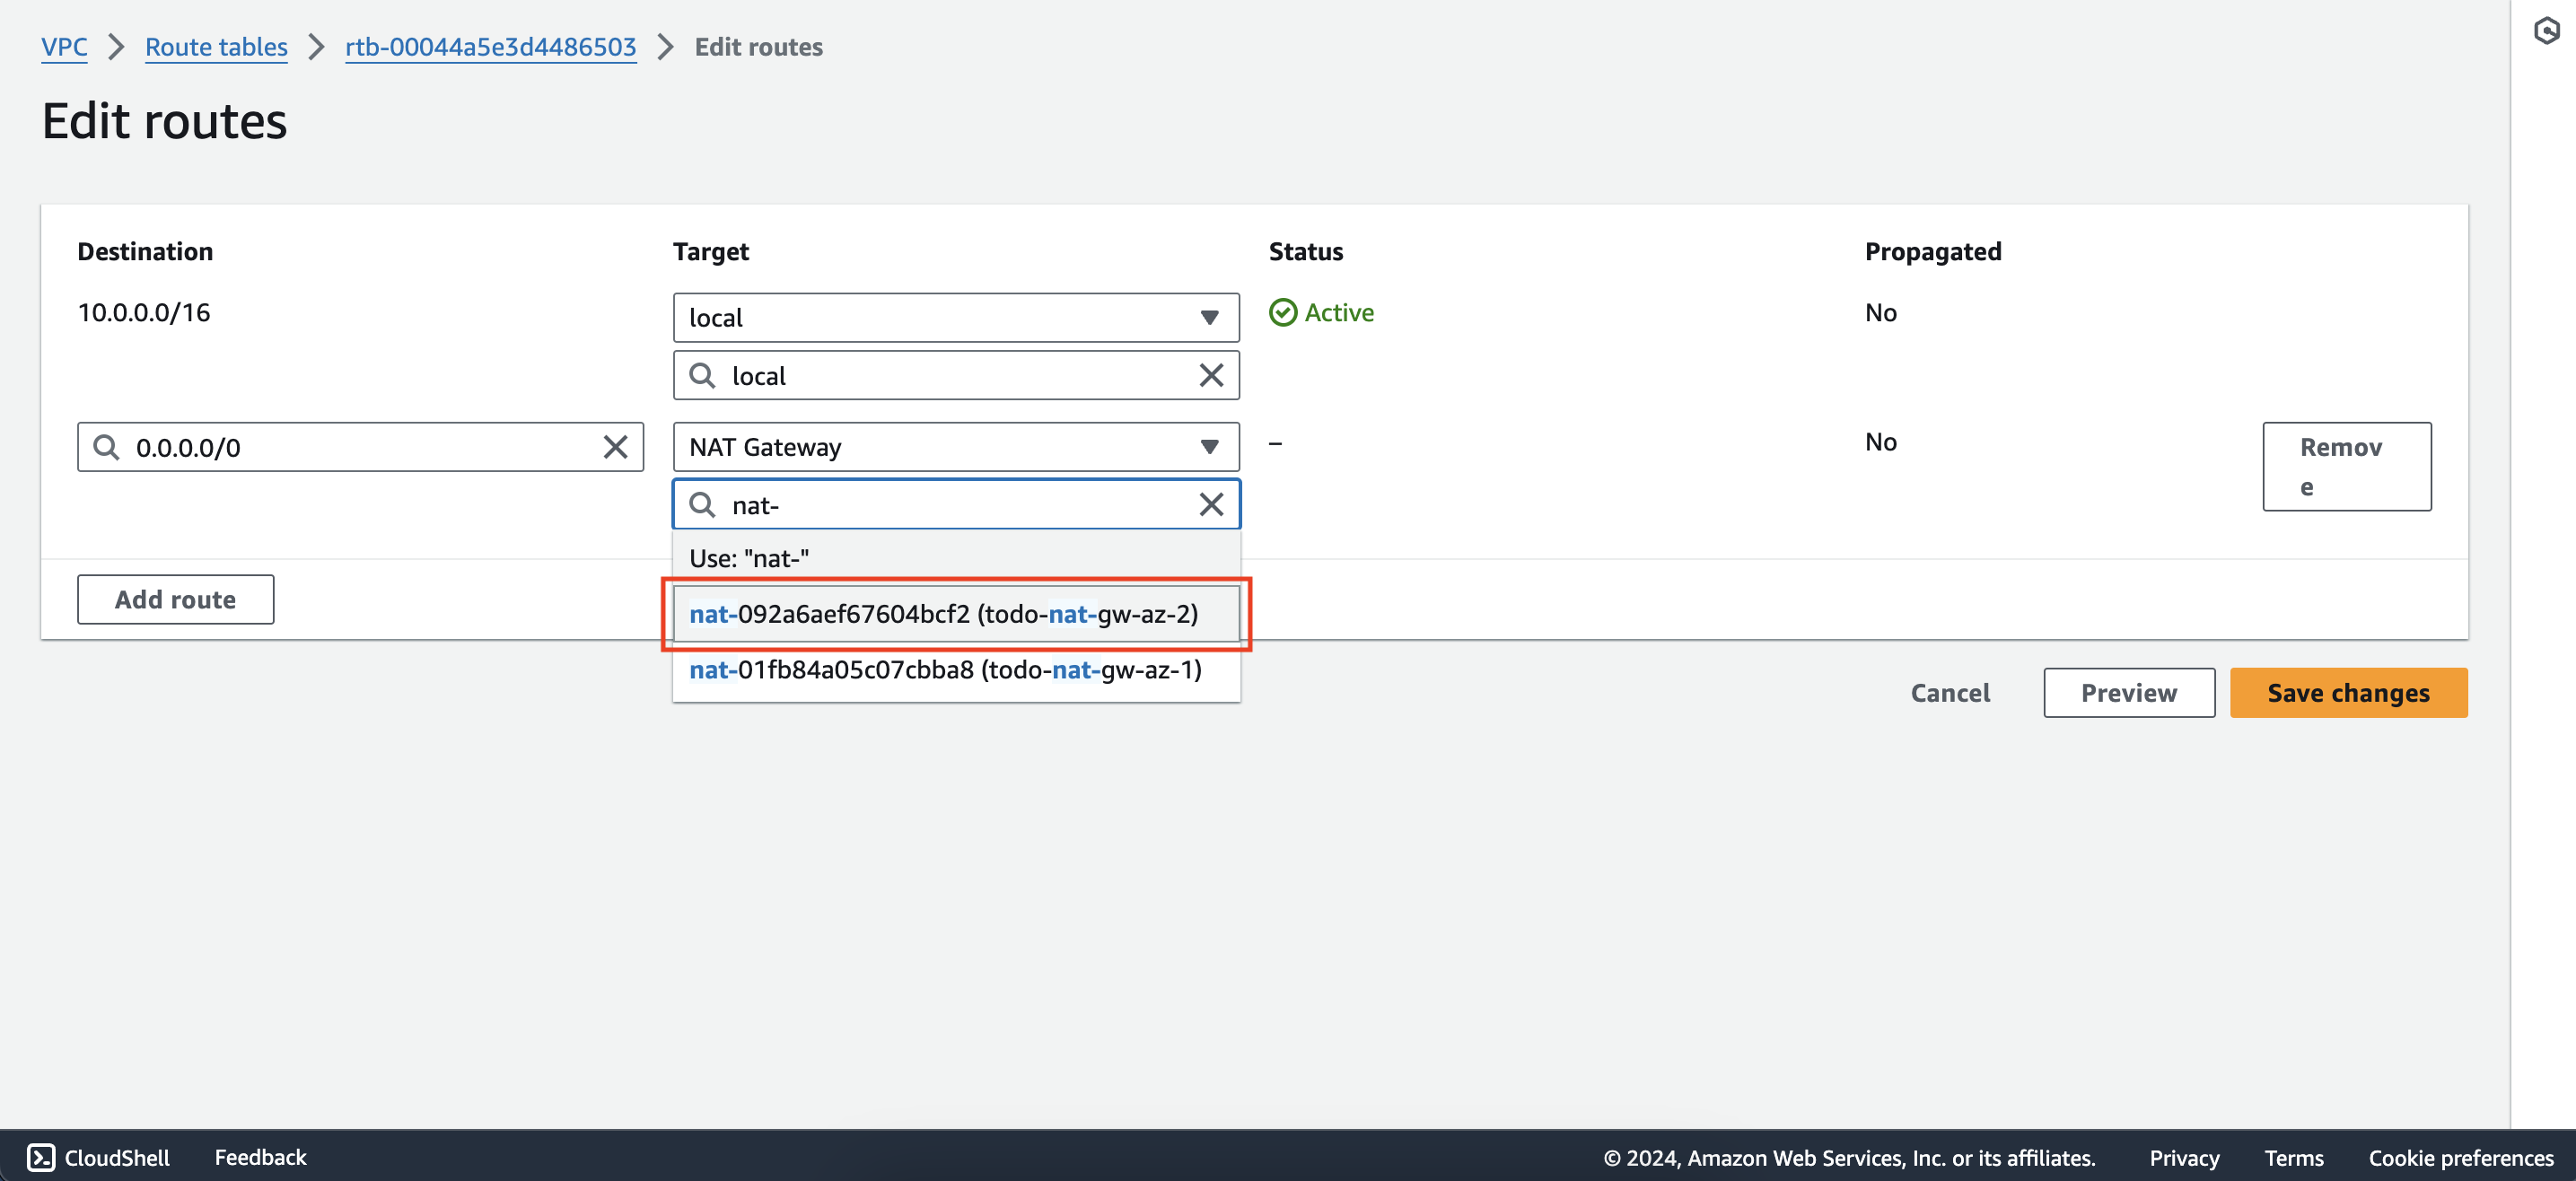 VPC > Route tables > rtb-00044a5e3d4486503 > Edit routes
Edit routes
Destination Target Status Propagated
10.0.0.0/16 local Active No
local
0.0.0.0/0 NAT Gateway – No Remov
e
nat-
Use: "nat-"
Add route
nat-092a6aef67604bcf2 (todo-nat-gw-az-2)
nat-01fb84a05c07cbba8 (todo-nat-gw-az-1)
Cancel Preview Save changes
CloudShell Feedback © 2024, Amazon Web Services, Inc. or its affiliates. Privacy Terms Cookie preferences